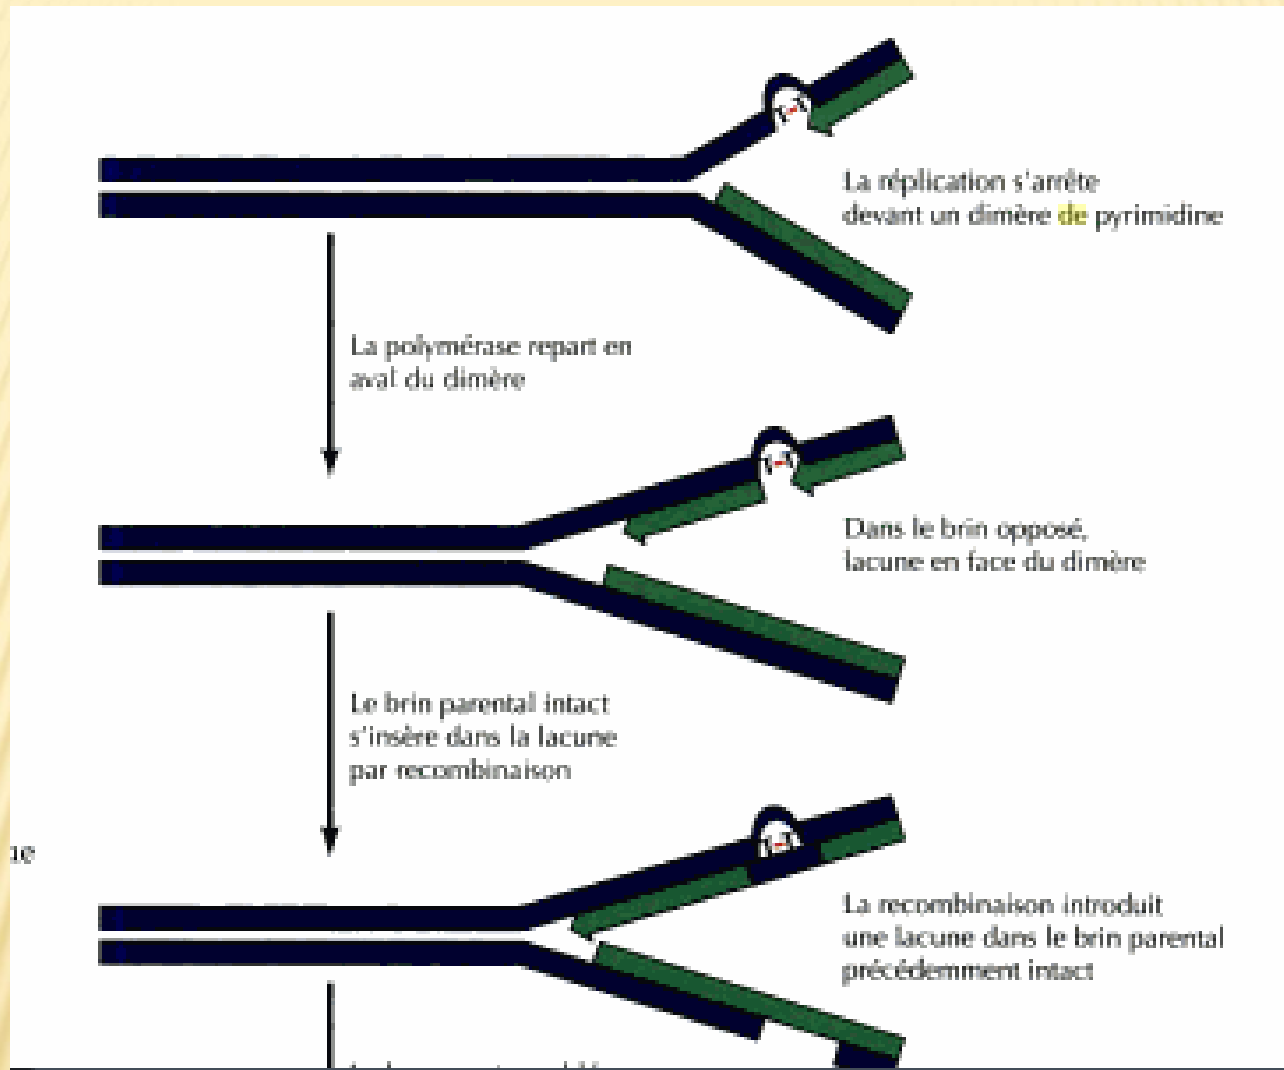 La réplication s'arrête
devant un dimère de pyrimidine
La polymérase repart en
aval du dimère
Dans le brin opposé,
lacune en face du dimère
Le brin parental intact
s'insère dans la lacune
par recombinaison
La recombinaison introduit
une lacune dans le brin parental
précédemment intact